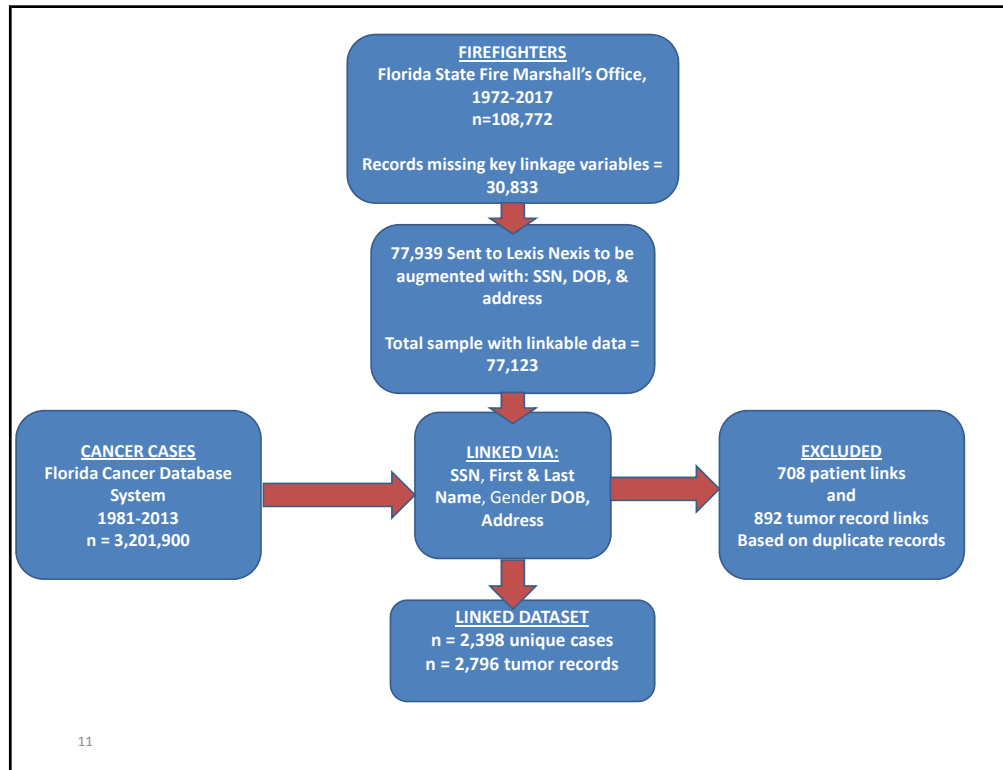 FIREFIGHTERS
Florida State Fire Marshall's Office,
1972-2017
n=108,772
Records missing key linkage variables =
30,833
77,939 Sent to Lexis Nexis to be
augmented with: SSN, DOB, &
address
Total sample with linkable data =
77,123
CANCER CASES
Florida Cancer Database
System
1981-2013
n = 3,201,900
LINKED VIA:
SSN, First & Last
Name, Gender DOB,
Address
EXCLUDED
708 patient links
and
892 tumor record links
Based on duplicate records
LINKED DATASET
n = 2,398 unique cases
n = 2,796 tumor records
11